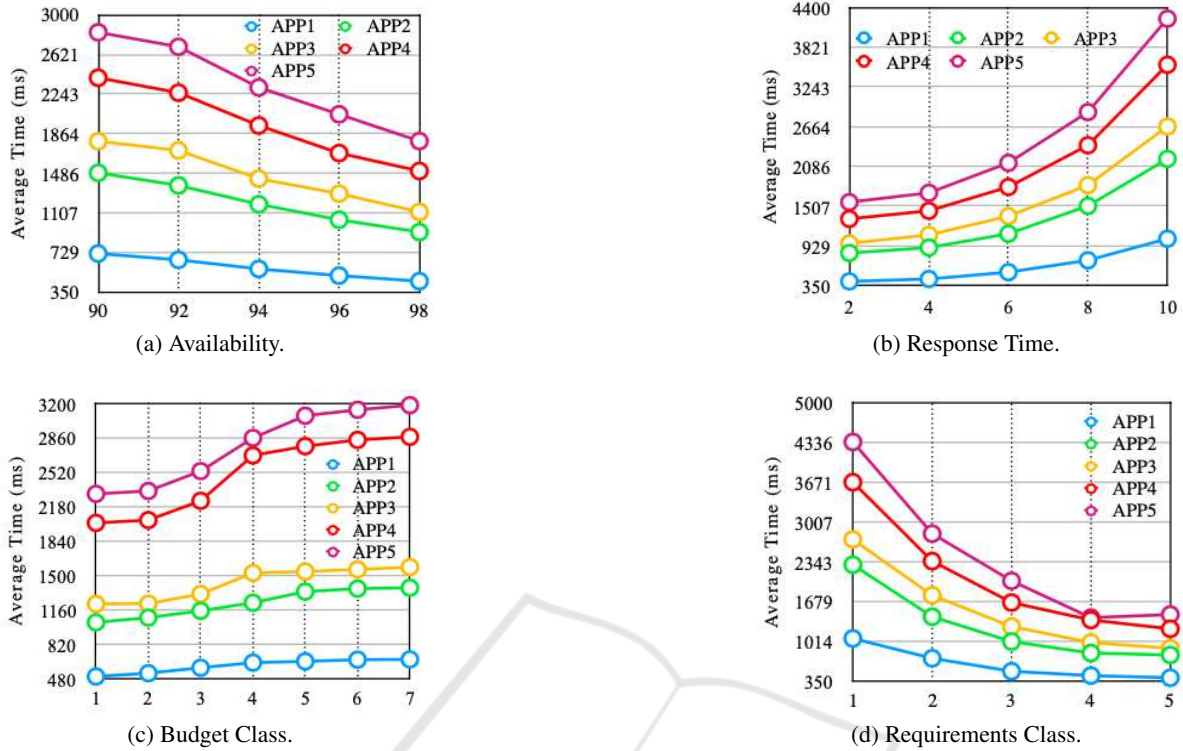 Average Time (ms)
3000
2621
2243
1864
1486
1107
729
350
APP1
APP2
APP3
APP4
APP5
90
92
94
96
98
(a) Availability.
Average Time (ms)
4400
3821
3243
2664
2086
1507
929
350
APP1
APP2
APP3
APP4
APP5
2
4
6
8
10
(b) Response Time.
Average Time (ms)
3200
2860
2520
2180
1840
1500
1160
820
480
APP1
APP2
APP3
APP4
APP5
1
2
3
4
5
6
7
(c) Budget Class.
Average Time (ms)
5000
4336
3671
3007
2343
1679
1014
350
APP1
APP2
APP3
APP4
APP5
1
2
3
4
5
(d) Requirements Class.